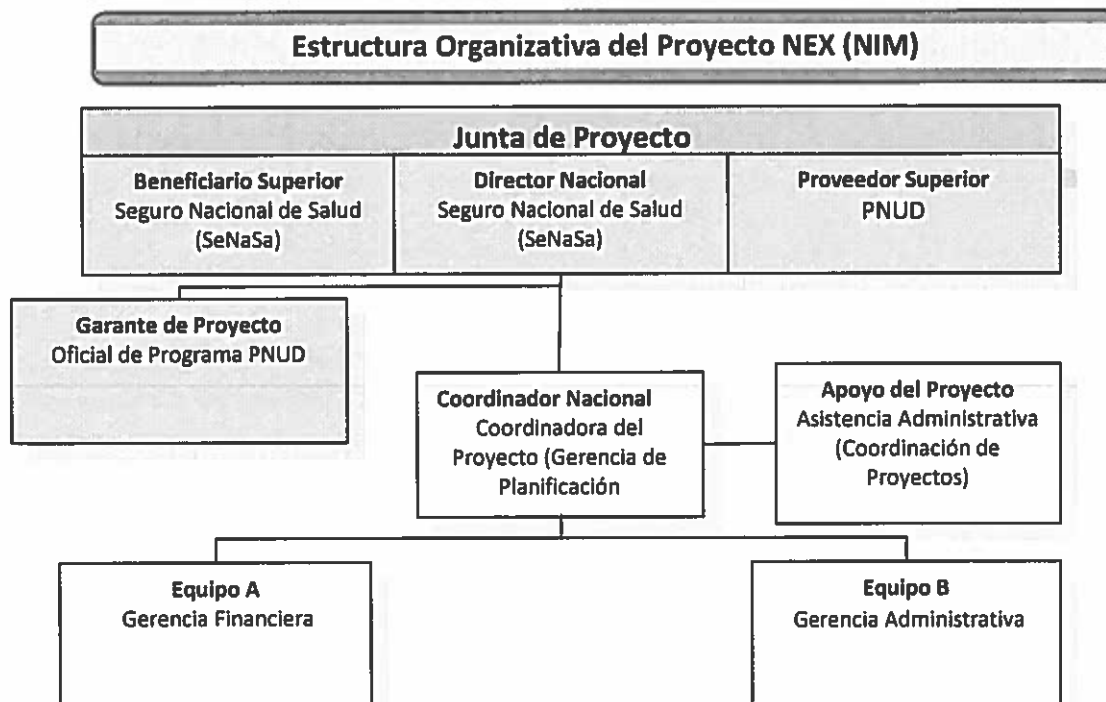 Estructura Organizativa del Proyecto NEX (NIM)
Junta de Proyecto
Beneficiario Superior
Seguro Nacional de Salud
(SeNaSa)
Director Nacional
Seguro Nacional de Salud
(SeNaSa)
Proveedor Superior
PNUD
Garante de Proyecto
Oficial de Programa PNUD
Coordinador Nacional
Coordinadora del
Proyecto (Gerencia de
Planificación
Apoyo del Proyecto
Asistencia Administrativa
(Coordinación de
Proyectos)
Equipo A
Gerencia Financiera
Equipo B
Gerencia Administrativa